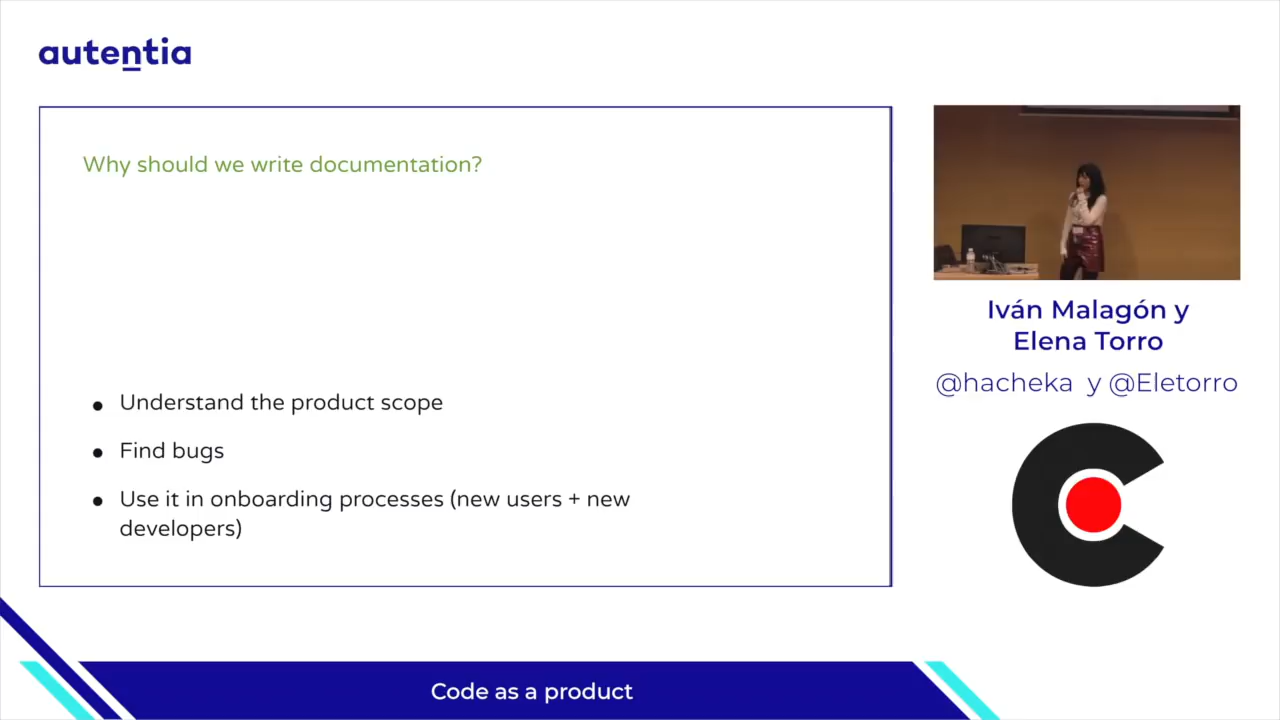 autentia
Why should we write documentation?
● Understand the product scope
● Find bugs
● Use it in onboarding processes (new users + new
developers)
Iván Malagón y
Elena Torro
@hacheka y @Eletorro
Code as a product